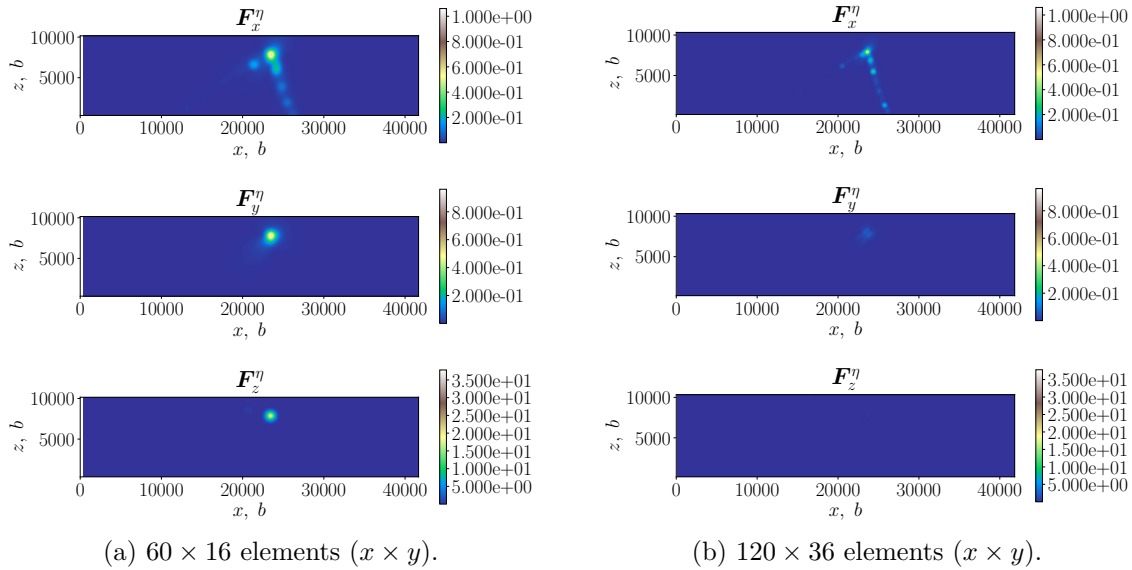 F_x^η
z, b
10000
5000
0 10000 20000 30000 40000
x, b
1.000e+00
8.000e-01
6.000e-01
4.000e-01
2.000e-01
F_y^η
z, b
10000
5000
0 10000 20000 30000 40000
x, b
8.000e-01
6.000e-01
4.000e-01
2.000e-01
F_z^η
z, b
10000
5000
0 10000 20000 30000 40000
x, b
3.500e+01
3.000e+01
2.500e+01
2.000e+01
1.500e+01
1.000e+01
5.000e+00
(a) 60 × 16 elements (x × y).
F_x^η
z, b
10000
5000
0 10000 20000 30000 40000
x, b
1.000e+00
8.000e-01
6.000e-01
4.000e-01
2.000e-01
F_y^η
z, b
10000
5000
0 10000 20000 30000 40000
x, b
8.000e-01
6.000e-01
4.000e-01
2.000e-01
F_z^η
z, b
10000
5000
0 10000 20000 30000 40000
x, b
3.500e+01
3.000e+01
2.500e+01
2.000e+01
1.500e+01
1.000e+01
5.000e+00
(b) 120 × 36 elements (x × y).